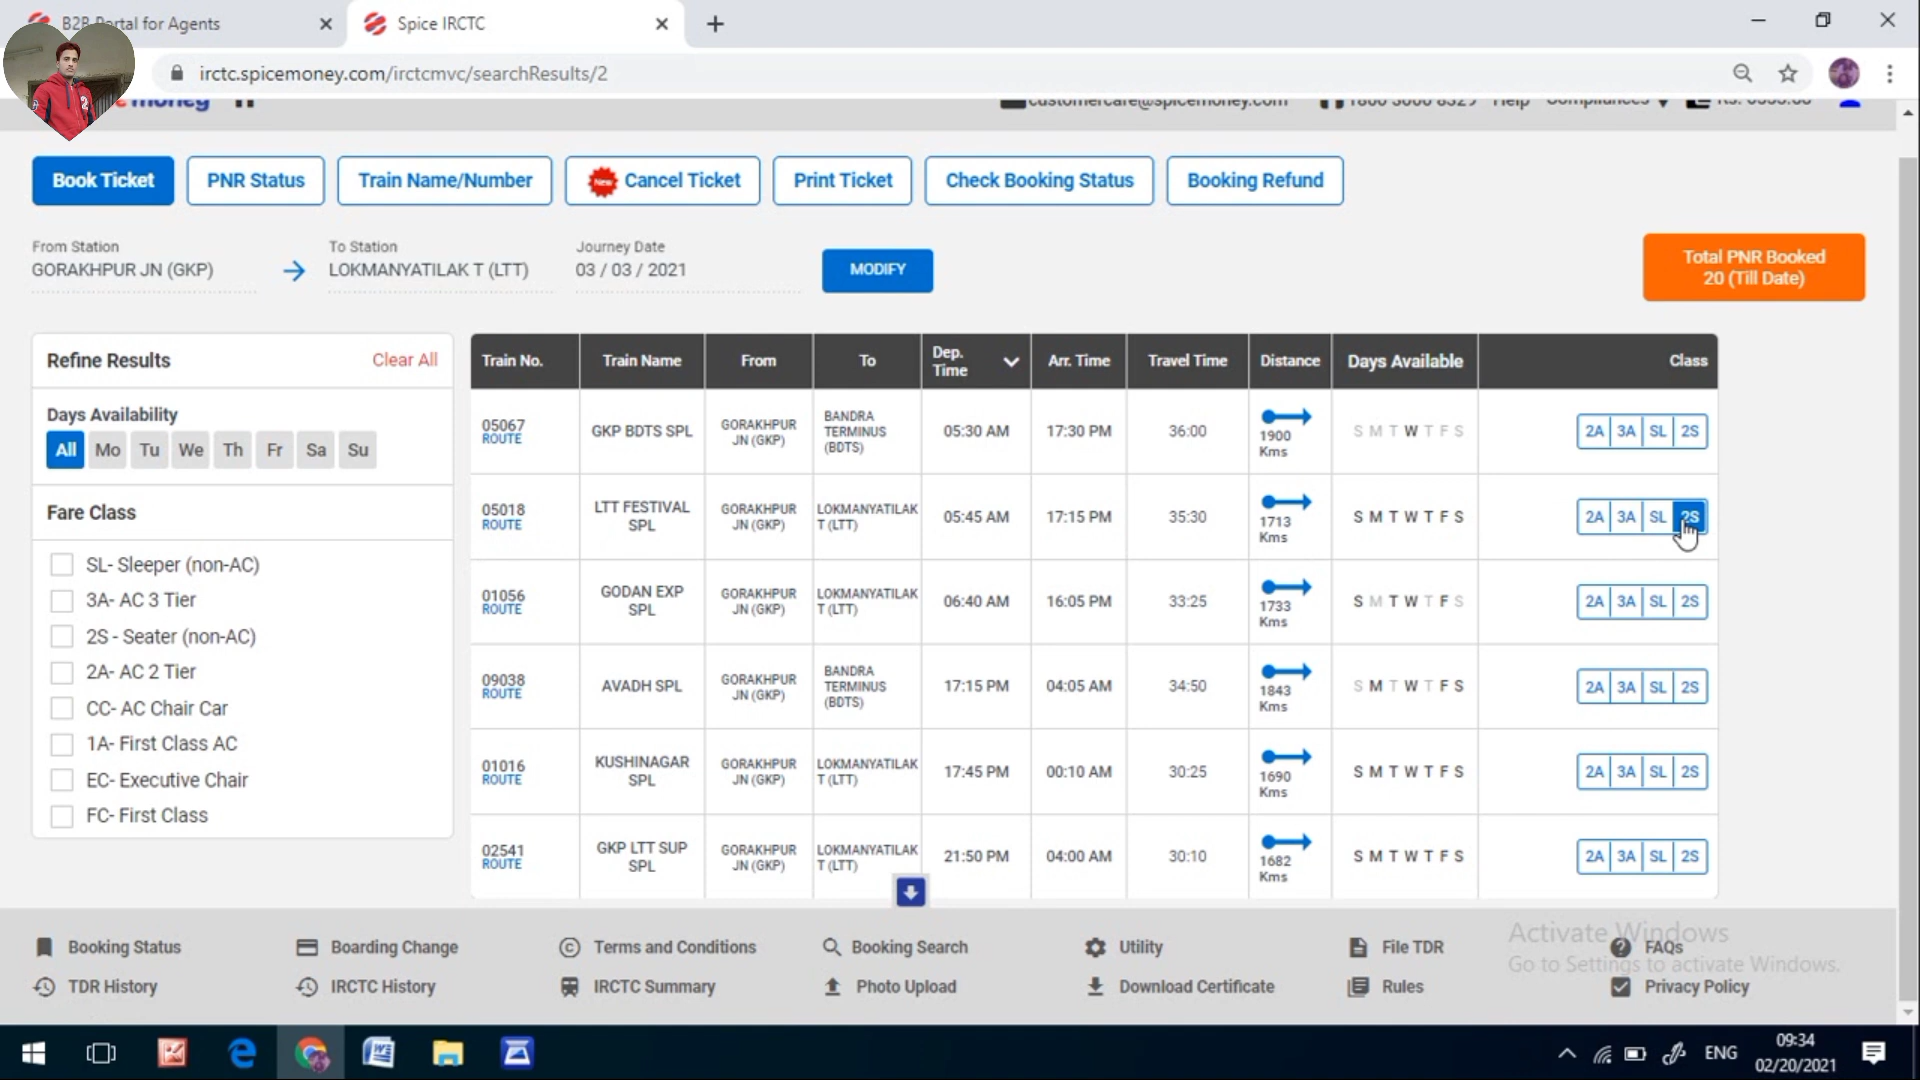 B2B Portal for Agents
Spice IRCTC
irctc.spicemoney.com/irctcmvc/searchResults/2
money
customercare@spicemoney.com
Help
Compliances
Book Ticket
PNR Status
Train Name/Number
New
Cancel Ticket
Print Ticket
Check Booking Status
Booking Refund
From Station
GORAKHPUR JN (GKP)
To Station
LOKMANYATILAK T (LTT)
Journey Date
03 / 03 / 2021
MODIFY
Total PNR Booked
20 (Till Date)
Refine Results
Clear All
Days Availability
All Mo Tu We Th Fr Sa Su
Fare Class
SL- Sleeper (non-AC)
3A- AC 3 Tier
2S - Seater (non-AC)
2A- AC 2 Tier
CC- AC Chair Car
1A- First Class AC
EC- Executive Chair
FC- First Class
Train No. Train Name From To Dep. Time Arr. Time Travel Time Distance Days Available Class
05067 ROUTE GKP BDTS SPL GORAKHPUR JN (GKP) BANDRA TERMINUS (BDTS) 05:30 AM 17:30 PM 36:00 1900 Kms S M T W T F S 2A 3A SL 2S
05018 ROUTE LTT FESTIVAL SPL GORAKHPUR JN (GKP) LOKMANYATILAK T (LTT) 05:45 AM 17:15 PM 35:30 1713 Kms S M T W T F S 2A 3A SL 2S
01056 ROUTE GODAN EXP SPL GORAKHPUR JN (GKP) LOKMANYATILAK T (LTT) 06:40 AM 16:05 PM 33:25 1733 Kms S M T W T F S 2A 3A SL 2S
09038 ROUTE AVADH SPL GORAKHPUR JN (GKP) BANDRA TERMINUS (BDTS) 17:15 PM 04:05 AM 34:50 1843 Kms S M T W T F S 2A 3A SL 2S
01016 ROUTE KUSHINAGAR SPL GORAKHPUR JN (GKP) LOKMANYATILAK T (LTT) 17:45 PM 00:10 AM 30:25 1690 Kms S M T W T F S 2A 3A SL 2S
02541 ROUTE GKP LTT SUP SPL GORAKHPUR JN (GKP) LOKMANYATILAK T (LTT) 21:50 PM 04:00 AM 30:10 1682 Kms S M T W T F S 2A 3A SL 2S
Booking Status
Boarding Change
Terms and Conditions
Booking Search
Utility
File TDR
FAQs
TDR History
IRCTC History
IRCTC Summary
Photo Upload
Download Certificate
Rules
Privacy Policy
Activate Windows
Go to Settings to activate Windows.
ENG
09:34
02/20/2021